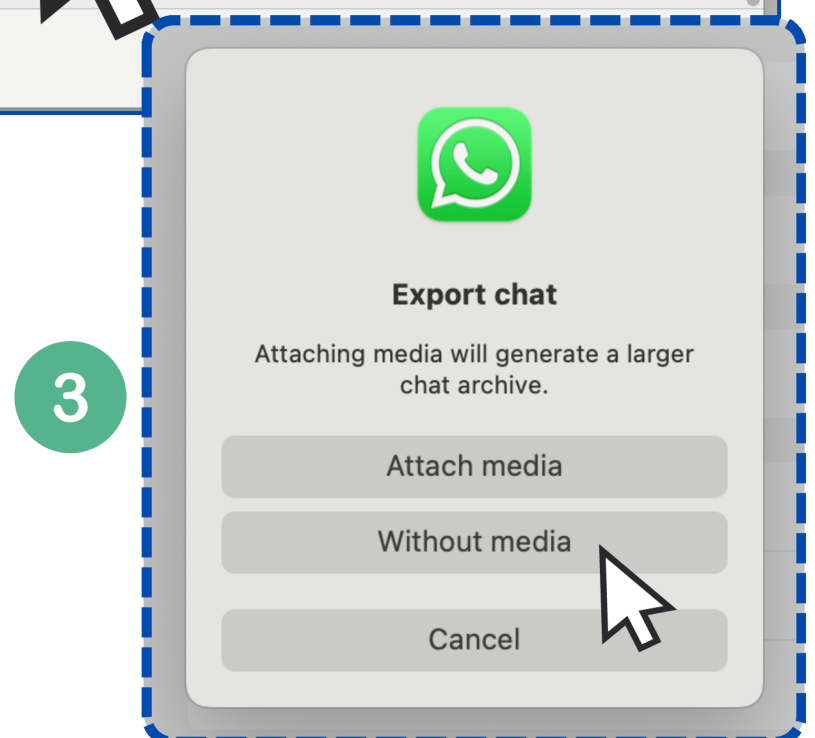 Export chat
Attaching media will generate a larger
chat archive.
3
Attach media
Without media
Cancel